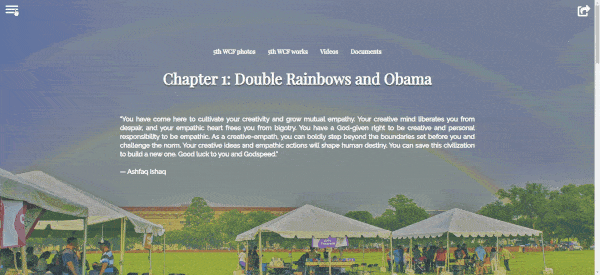 5th WCF photos 5th WCF works Videos Documents
Chapter 1: Double Rainbows and Obama
"You have come here to cultivate your creativity and grow mutual empathy. Your creative mind liberates you from
despair, and your empathic heart frees you from bigotry. You have a God-given right to be creative and personal
responsibility to be empathic. As a creative-empath, you can boldly step beyond the boundaries set before you and
challenge the norm. Your creative ideas and empathic actions will shape human destiny. You can save this civilization
to build a new one. Good luck to you and Godspeed."
— Ashfaq Ishaq